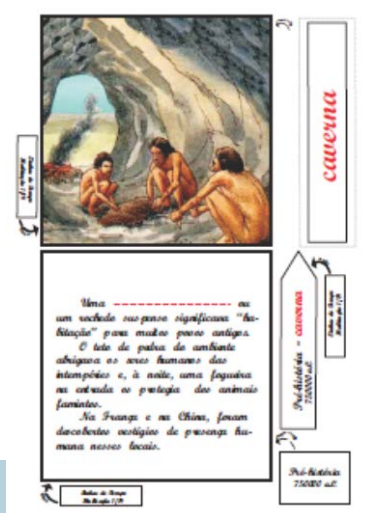 caverna
Uma ---------------- ou
um rochedo suspenso significava "ha-
bitação" para muitos povos antigos.
O teto de pedra do ambiente
abrigava os seres humanos das
intempéries e, à noite, uma fogueira
na entrada os protegia dos animais
famintos.
Na França e na China, foram
descobertos vestígios de presença hu-
mana nesses locais.
Pré-história - caverna
750000 a.C.
Pré-história
750000 a.C.